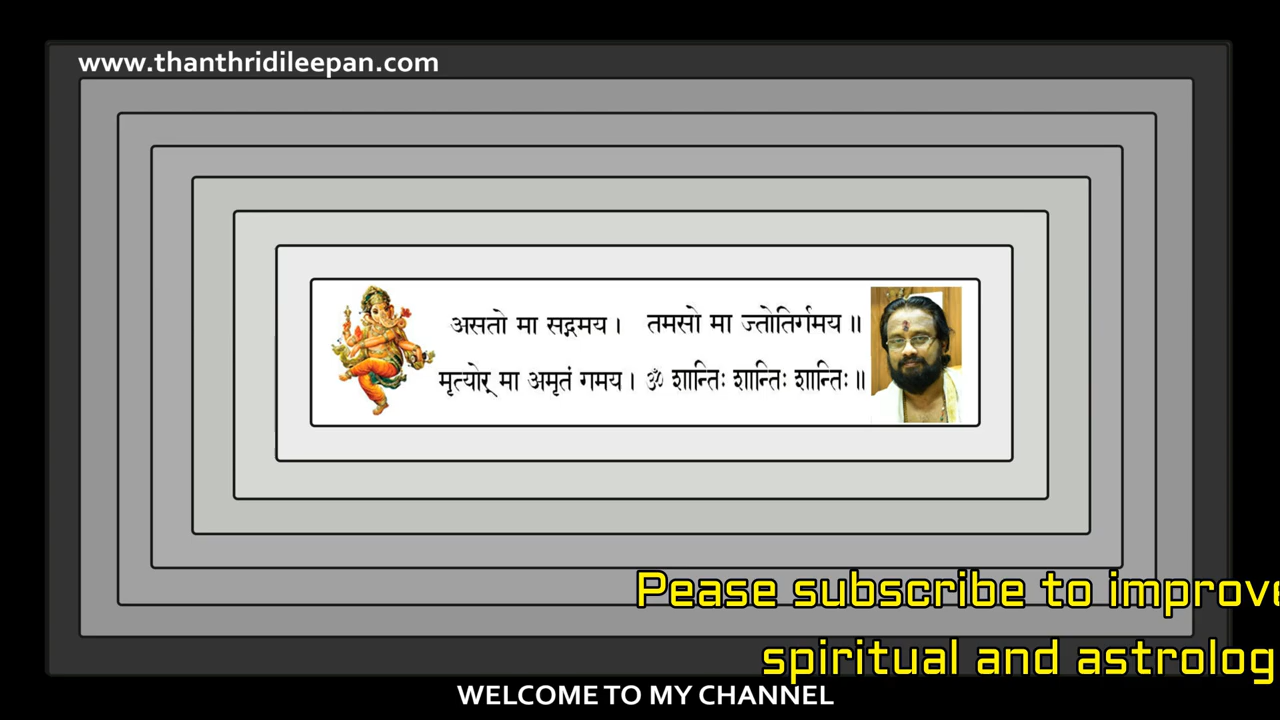 www.thanthridileepan.com
असतो मा सद्गमय। तमसो मा ज्तोतिर्गमय॥
मृत्योर् मा अमृतं गमय। ॐ शान्तिः शान्तिः शान्तिः॥
Pease subscribe to improve
spiritual and astrolog
WELCOME TO MY CHANNEL